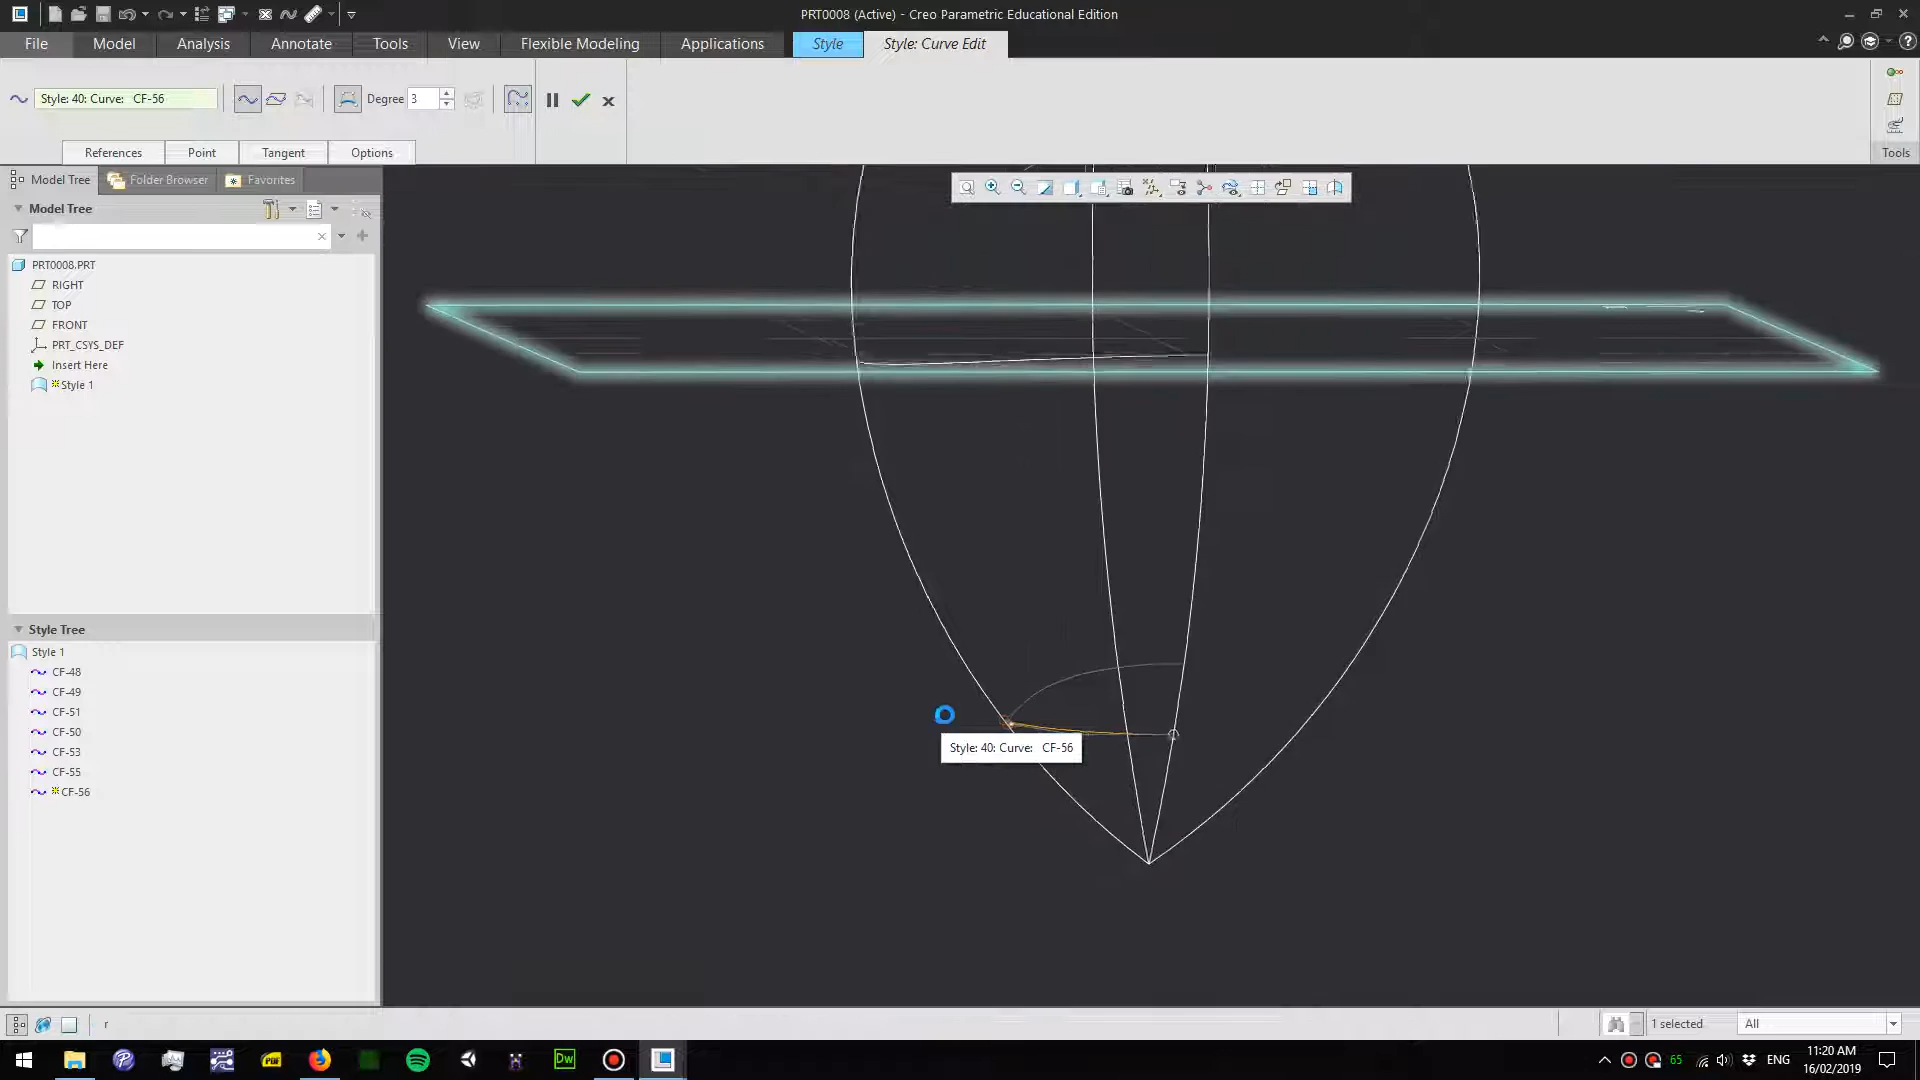 PRT0008 (Active) - Creo Parametric Educational Edition
File Model Analysis Annotate Tools View Flexible Modeling Applications Style Style: Curve Edit
Style: 40: Curve: CF-56
Degree 3
References Point Tangent Options
Tools
Model Tree Folder Browser Favorites
Model Tree
PRT0008.PRT
RIGHT
TOP
FRONT
PRT_CSYS_DEF
Insert Here
Style 1
Style Tree
Style 1
CF-48
CF-49
CF-51
CF-50
CF-53
CF-55
CF-56
Style: 40: Curve: CF-56
r
1 selected
All
PDF
Dw
65
ENG
11:20 AM
16/02/2019